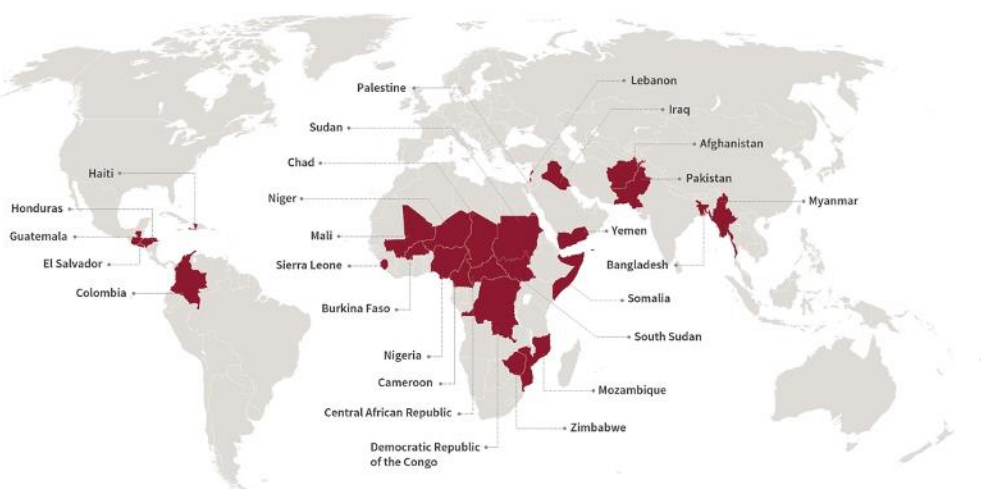 Palestine
Lebanon
Iraq
Sudan
Afghanistan
Chad
Haiti
Pakistan
Niger
Myanmar
Honduras
Guatemala
Mali
Yemen
El Salvador
Sierra Leone
Bangladesh
Colombia
Somalia
Burkina Faso
South Sudan
Nigeria
Cameroon
Mozambique
Central African Republic
Zimbabwe
Democratic Republic
of the Congo